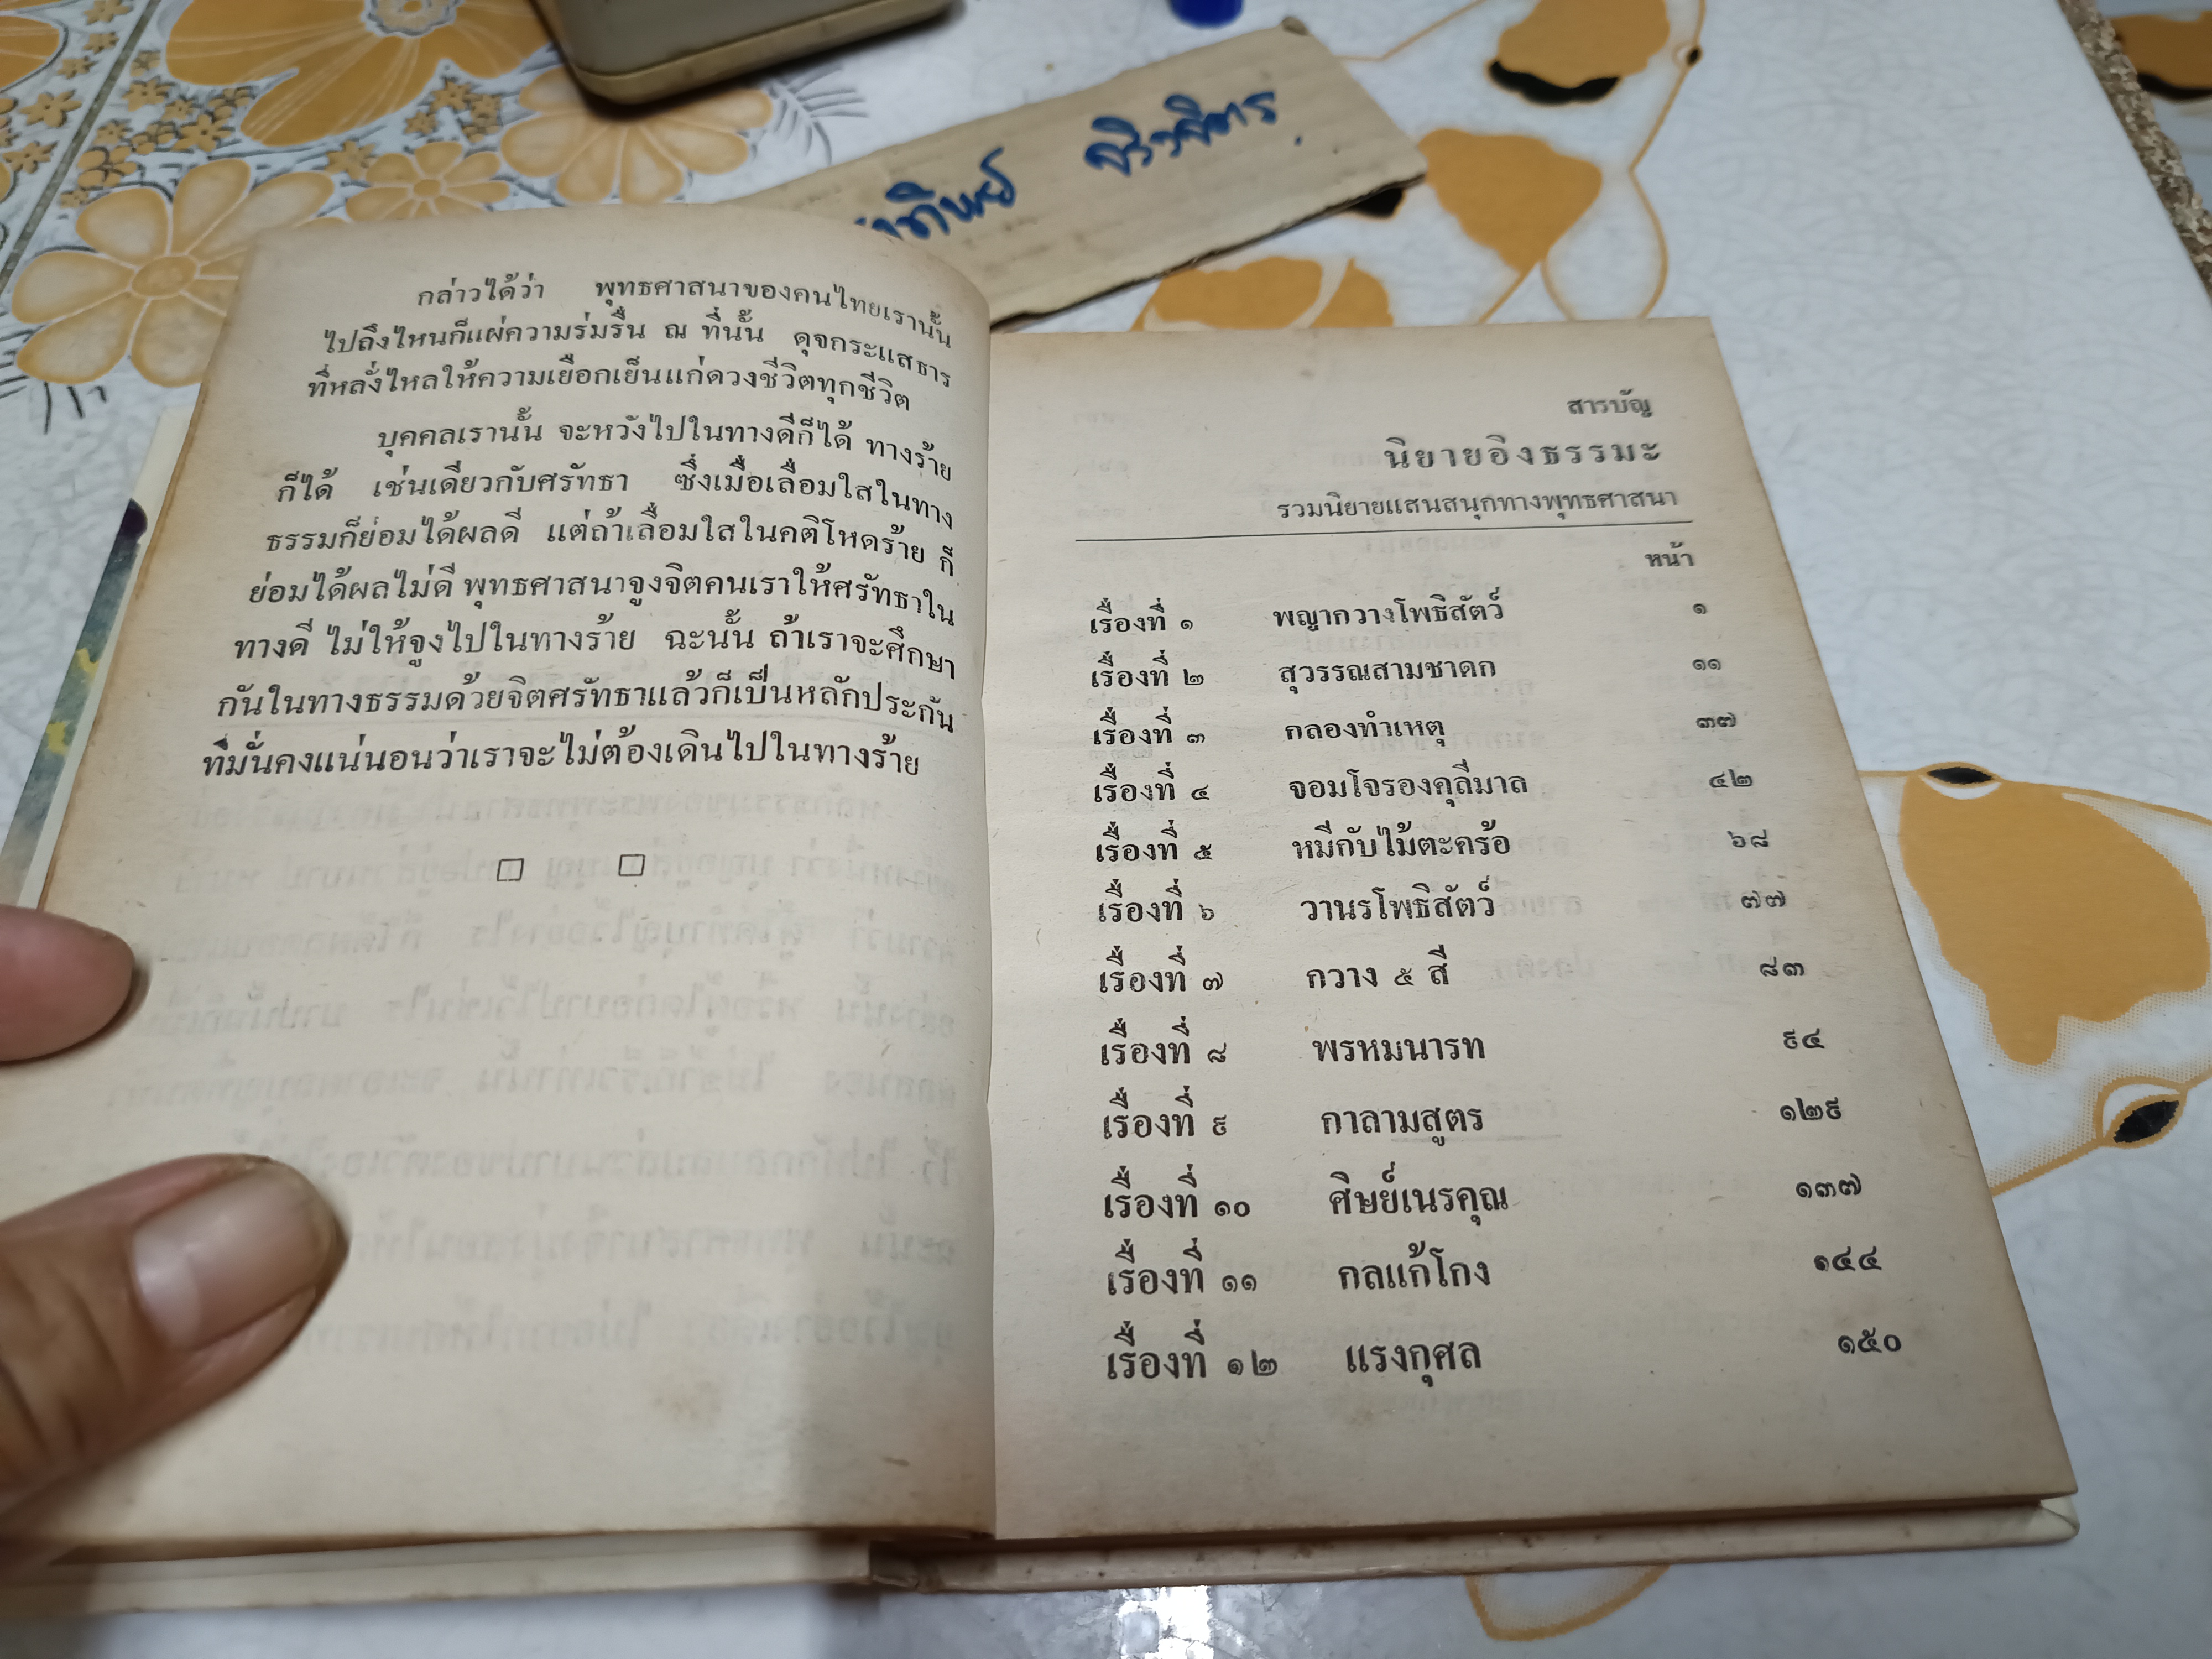 กล่าวได้ว่า พุทธศาสนาของคนไทยเรานั้น
ไปถึงไหนก็แผ่ความร่มรื่น ณ ที่นั้น ดุจกระแสธาร
ที่หลั่งไหลให้ความเยือกเย็นแก่ดวงชีวิตทุกชีวิต
บุคคลเรานั้น จะหวังไปในทางดีก็ได้ ทางร้าย
ก็ได้ เช่นเดียวกับศรัทธา ซึ่งเมื่อเลื่อมใสในทาง
ธรรมก็ย่อมได้ผลดี แต่ถ้าเลื่อมใสในคติโหดร้าย ก็
ย่อมได้ผลไม่ดี พุทธศาสนาจูงจิตคนเราให้ศรัทธาใน
ทางดี ไม่ให้จูงไปในทางร้าย ฉะนั้น ถ้าเราจะศึกษา
กันในทางธรรมด้วยจิตศรัทธาแล้วก็เป็นหลักประกัน
ที่มั่นคงแน่นอนว่าเราจะไม่ต้องเดินไปในทางร้าย
สารบัญ
นิยายอิงธรรมะ
รวมนิยายแสนสนุกทางพุทธศาสนา
หน้า
เรื่องที่ ๑ พญากวางโพธิสัตว์ ๑
เรื่องที่ ๒ สุวรรณสามชาดก ๑๑
เรื่องที่ ๓ กลองทำเหตุ ๓๗
เรื่องที่ ๔ จอมโจรองคุลีมาล ๔๒
เรื่องที่ ๕ หมีกับไม้ตะคร้อ ๖๘
เรื่องที่ ๖ วานรโพธิสัตว์ ๗๗
เรื่องที่ ๗ กวาง ๕ สี ๘๓
เรื่องที่ ๘ พรหมนารท ๙๔
เรื่องที่ ๙ กาลามสูตร ๑๒๙
เรื่องที่ ๑๐ ศิษย์เนรคุณ ๑๓๗
เรื่องที่ ๑๑ กลแก้โกง ๑๔๔
เรื่องที่ ๑๒ แรงกุศล ๑๕๐